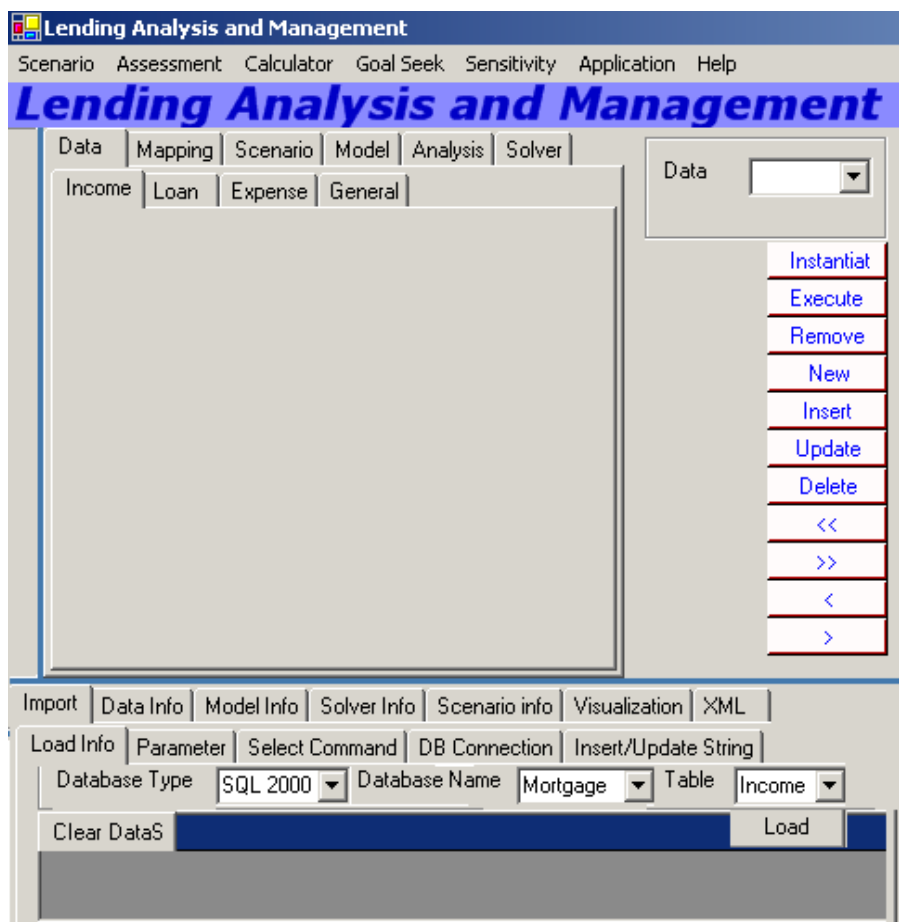 Lending Analysis and Management
Scenario Assessment Calculator Goal Seek Sensitivity Application Help
Lending Analysis and Management
Data Mapping Scenario Model Analysis Solver
Income Loan Expense General
Data
Instantiat
Execute
Remove
New
Insert
Update
Delete
<<
>>
<
>
Import Data Info Model Info Solver Info Scenario info Visualization XML
Load Info Parameter Select Command DB Connection Insert/Update String
Database Type SQL 2000 Database Name Mortgage Table Income
Clear DataS Load